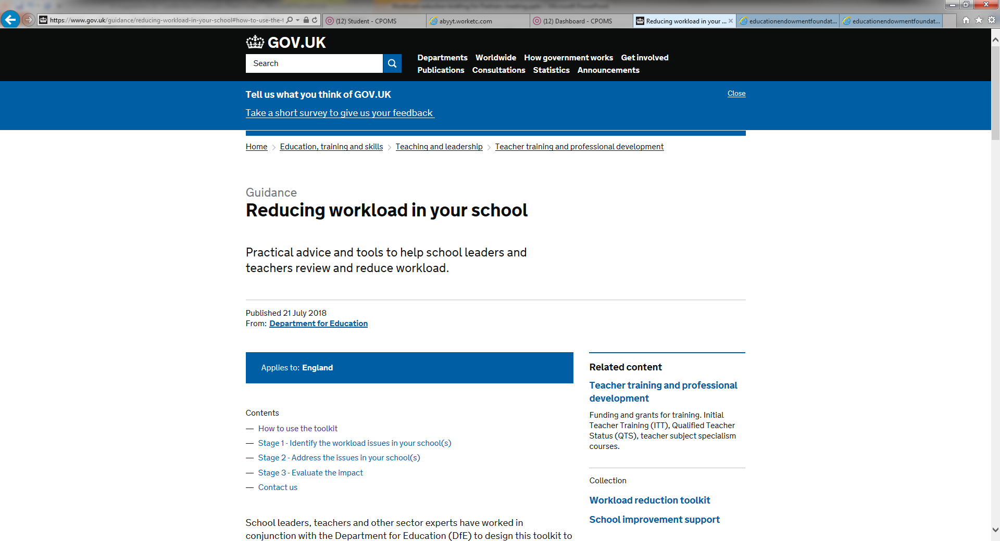 https://www.gov.uk/guidance/reducing-workload-in-your-school#how-to-use-the-t
(12) Student - CPOMS
abyyt.worketc.com
(12) Dashboard - CPOMS
Reducing workload in your ...
educationendowmentfoundat...
educationendowmentfoundat...
GOV.UK
Search
Departments Worldwide How government works Get involved
Publications Consultations Statistics Announcements
Tell us what you think of GOV.UK
Close
Take a short survey to give us your feedback
Home > Education, training and skills > Teaching and leadership > Teacher training and professional development
Guidance
Reducing workload in your school
Practical advice and tools to help school leaders and
teachers review and reduce workload.
Published 21 July 2018
From: Department for Education
Applies to: England
Contents
— How to use the toolkit
— Stage 1 - Identify the workload issues in your school(s)
— Stage 2 - Address the issues in your school(s)
— Stage 3 - Evaluate the impact
— Contact us
School leaders, teachers and other sector experts have worked in
conjunction with the Department for Education (DfE) to design this toolkit to
Related content
Teacher training and professional
development
Funding and grants for training. Initial
Teacher Training (ITT), Qualified Teacher
Status (QTS), teacher subject specialism
courses.
Collection
Workload reduction toolkit
School improvement support